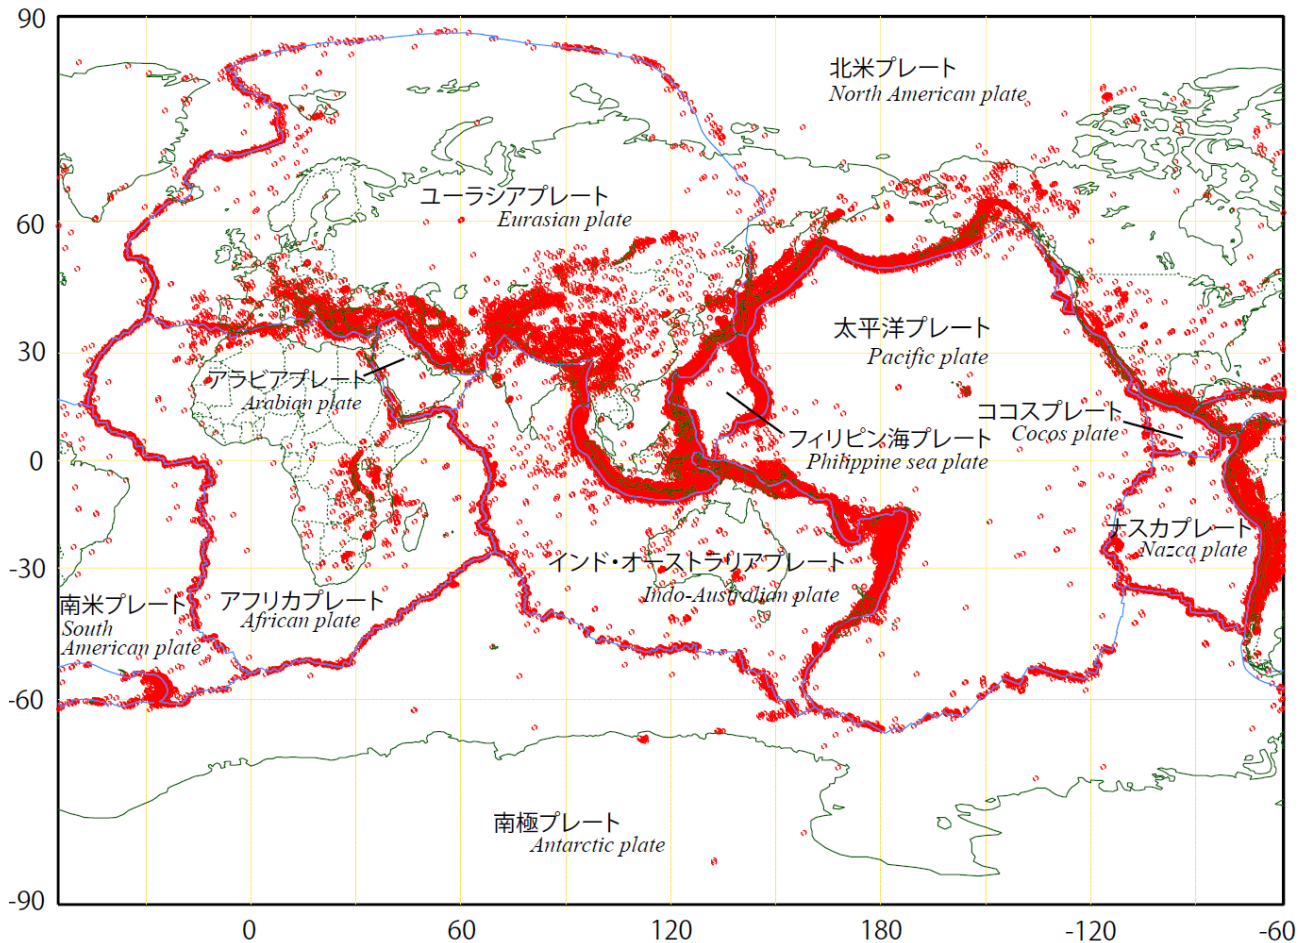 90
北米プレート
North American plate
ユーラシアプレート
Eurasian plate
60
太平洋プレート
Pacific plate
30
アラビアプレート
Arabian plate
ココスプレート
Cocos plate
フィリピン海プレート
Philippine sea plate
0
ナスカプレート
Nazca plate
インド・オーストラリアプレート
Indo-Australian plate
-30
南米プレート
South
American plate
アフリカプレート
African plate
-60
南極プレート
Antarctic plate
-90
0
60
120
180
-120
-60